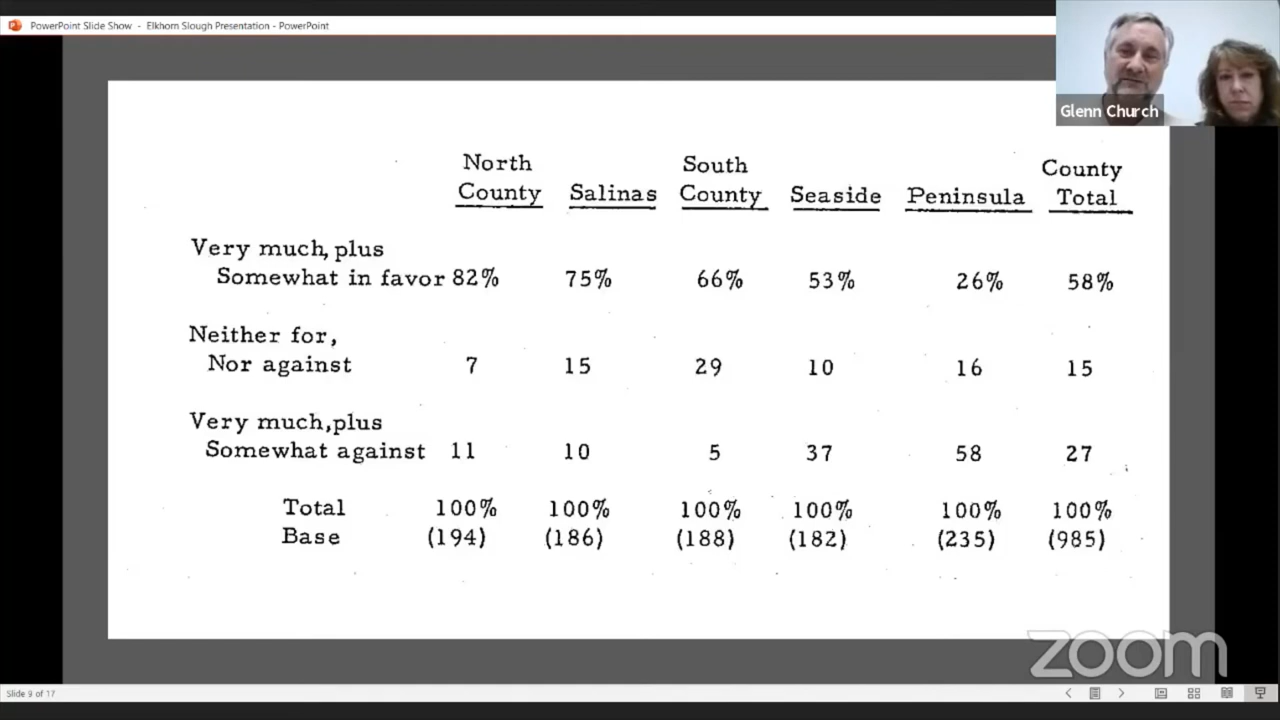 PowerPoint Slide Show - Elkhorn Slough Presentation - PowerPoint
Glenn Church
North County Salinas South County Seaside Peninsula County Total
Very much, plus
Somewhat in favor 82% 75% 66% 53% 26% 58%
Neither for,
Nor against 7 15 29 10 16 15
Very much, plus
Somewhat against 11 10 5 37 58 27
Total 100% 100% 100% 100% 100% 100%
Base (194) (186) (188) (182) (235) (985)
zoom
Slide 9 of 17